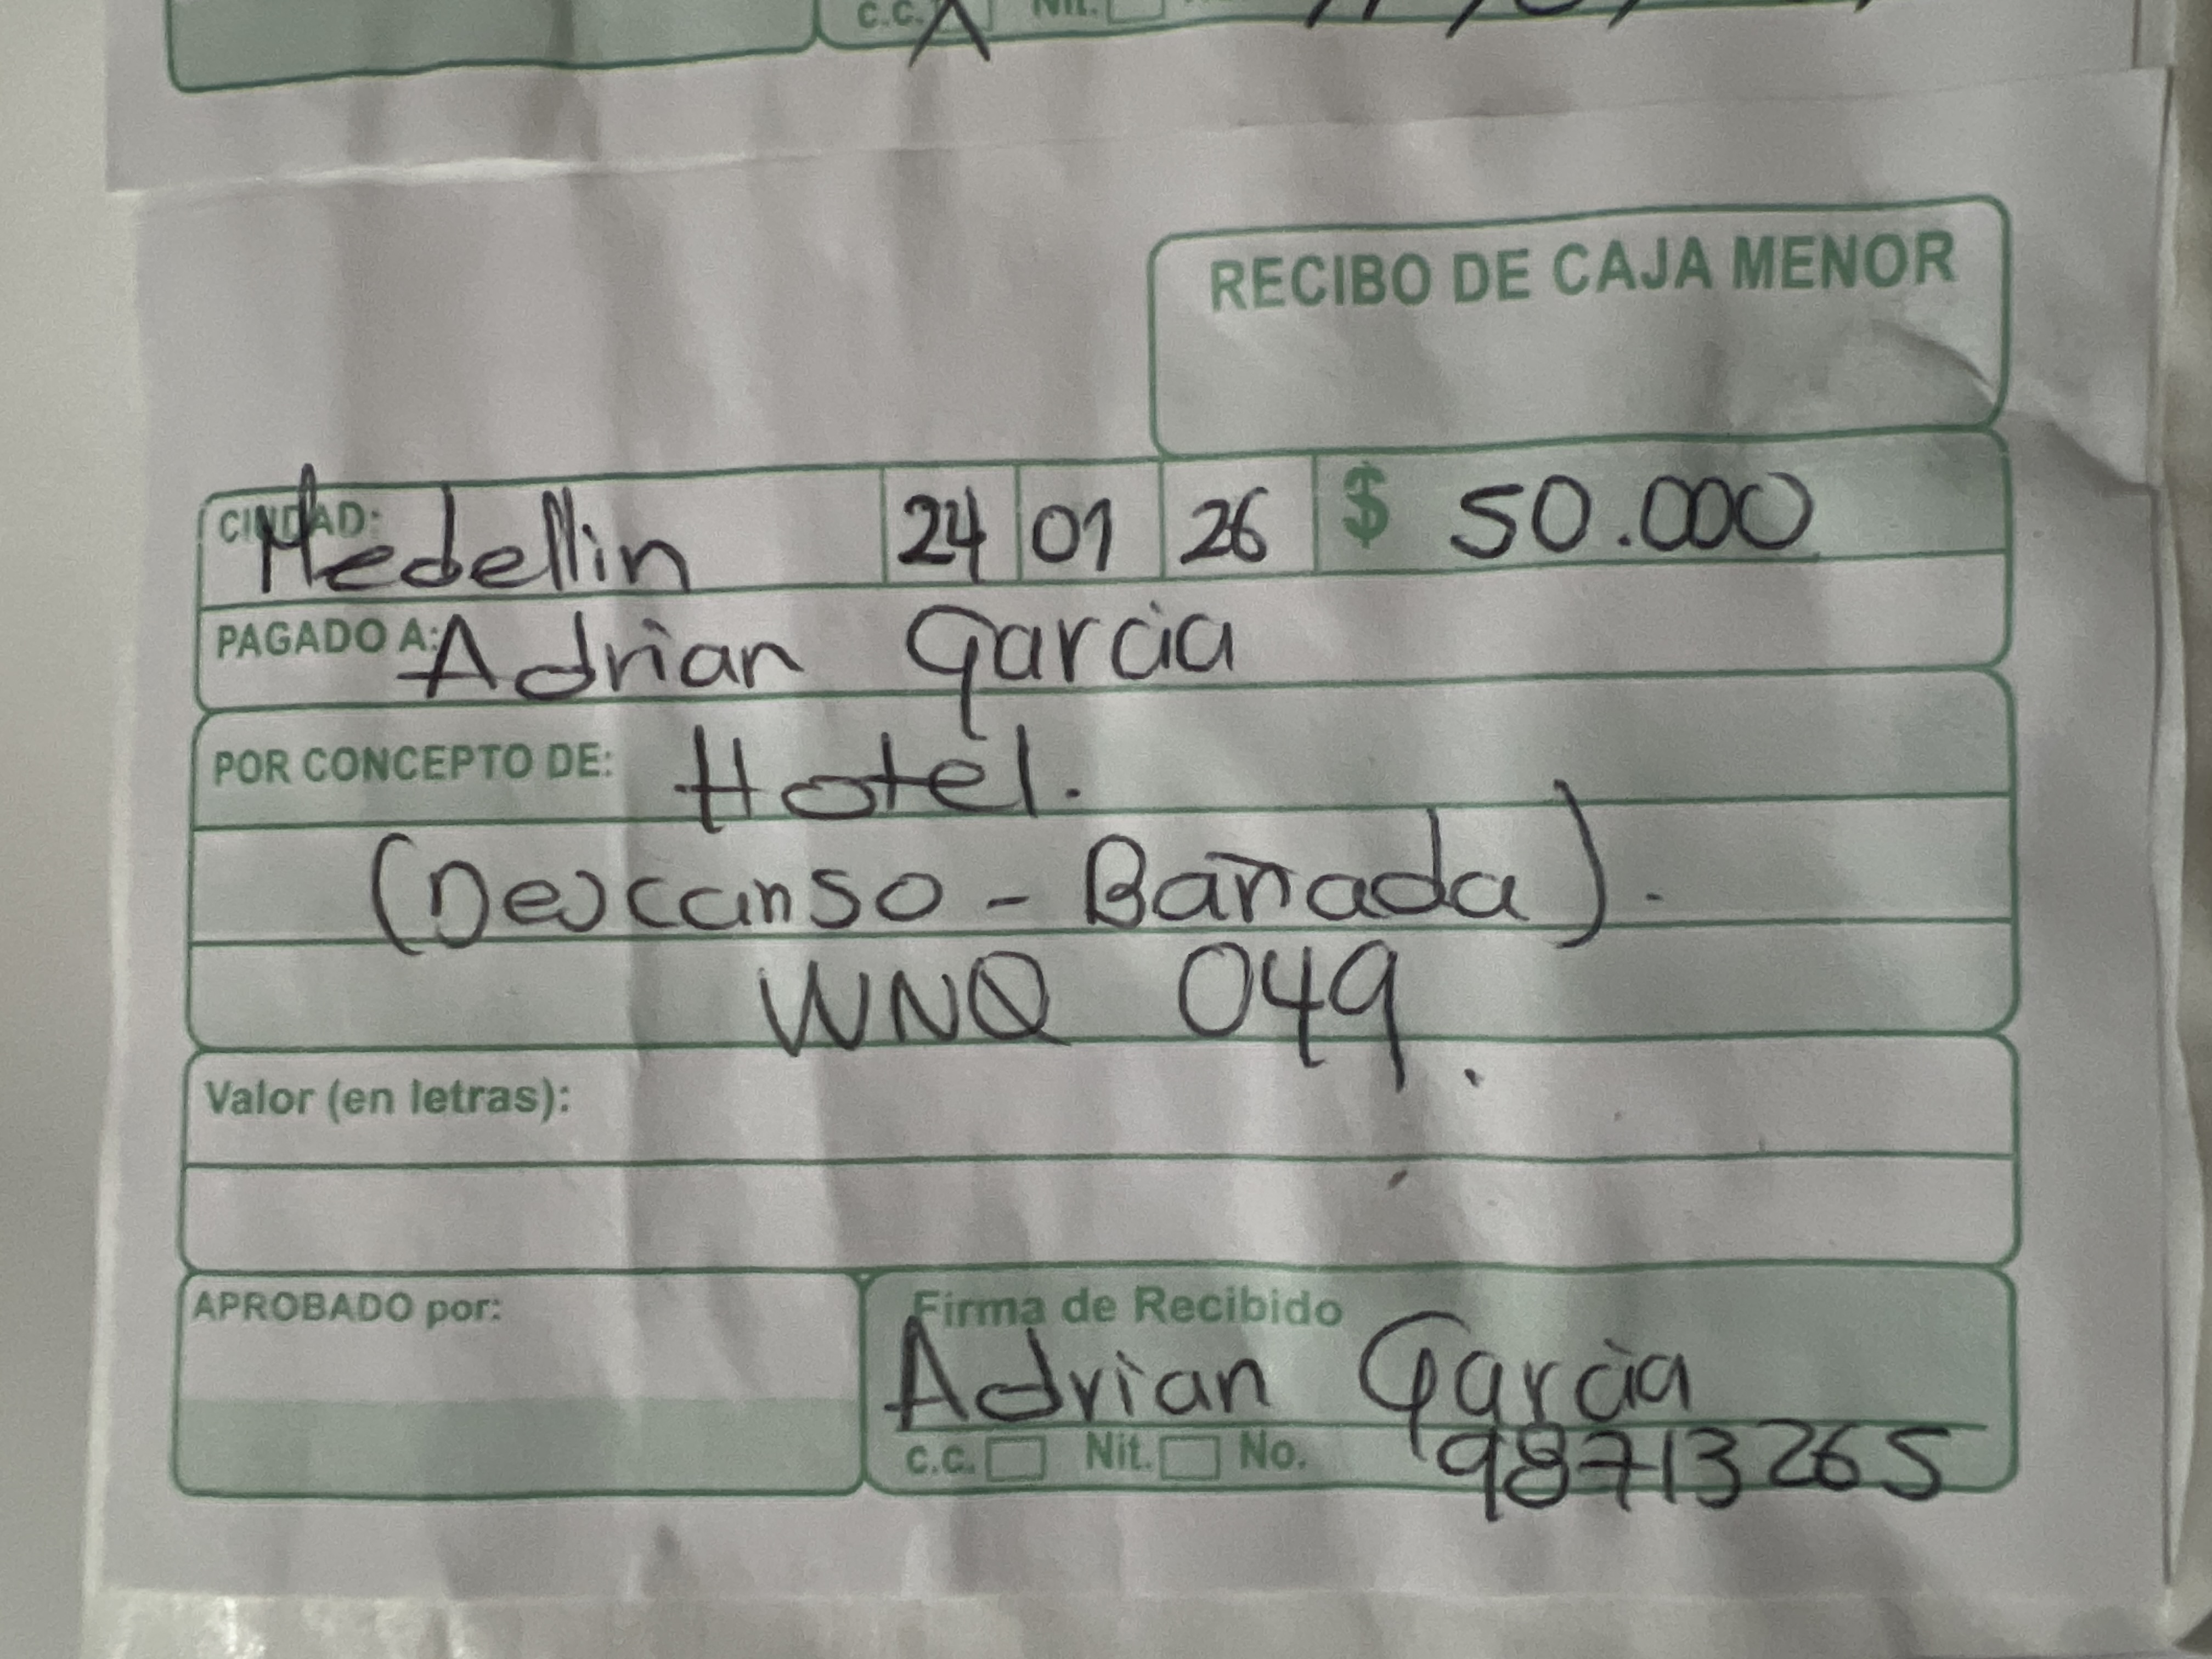 c.c. Nit.
RECIBO DE CAJA MENOR
CIUDAD: Medellin 24 01 26 $ 50.000
PAGADO A: Adrian Garcia
POR CONCEPTO DE: Hotel.
(Descanso - Bañada).
WNQ 049.
Valor (en letras):
APROBADO por:
Firma de Recibido
Adrian Garcia
c.c. Nit. No. 98713265